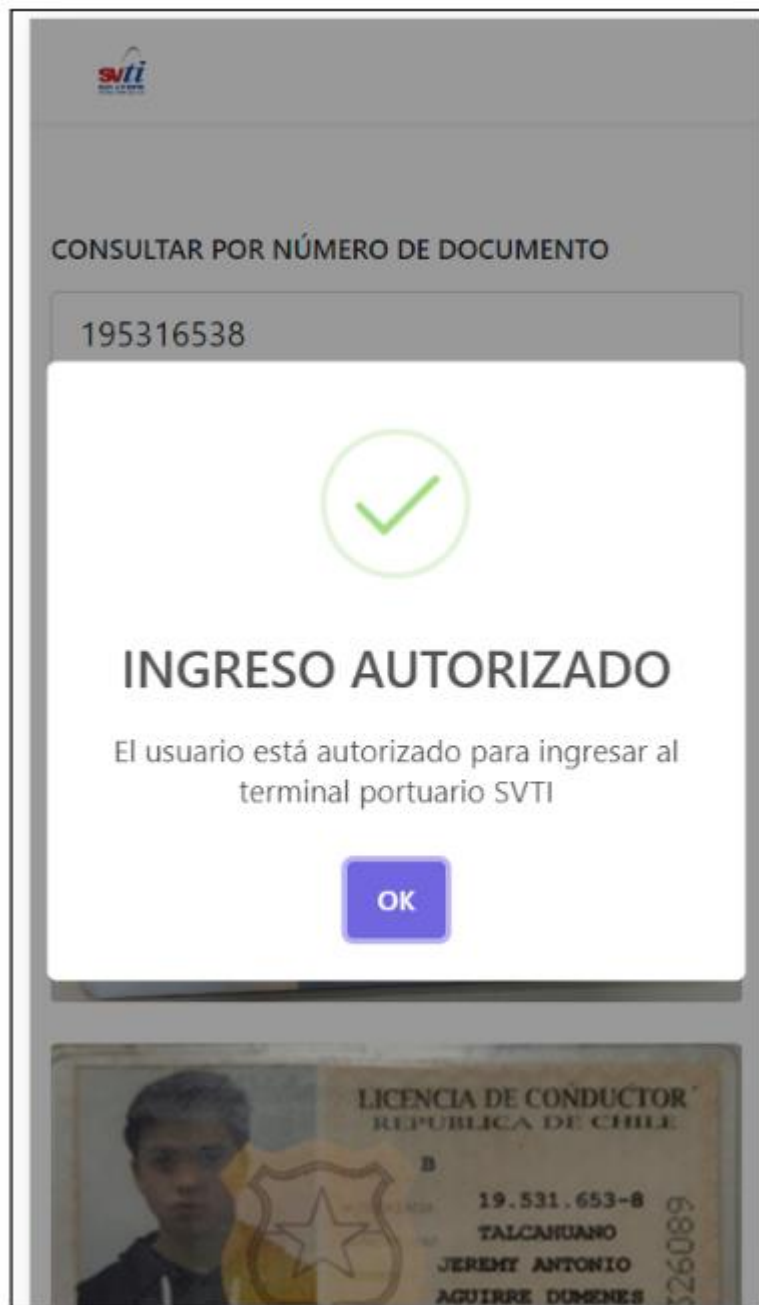 svti
CONSULTAR POR NÚMERO DE DOCUMENTO
195316538
INGRESO AUTORIZADO
El usuario está autorizado para ingresar al
terminal portuario SVTI
OK
LICENCIA DE CONDUCTOR
REPUBLICA DE CHILE
B
19.531.653-8
TALCAHUANO
JEREMY ANTONIO
AGUIRRE DUMENES
526089